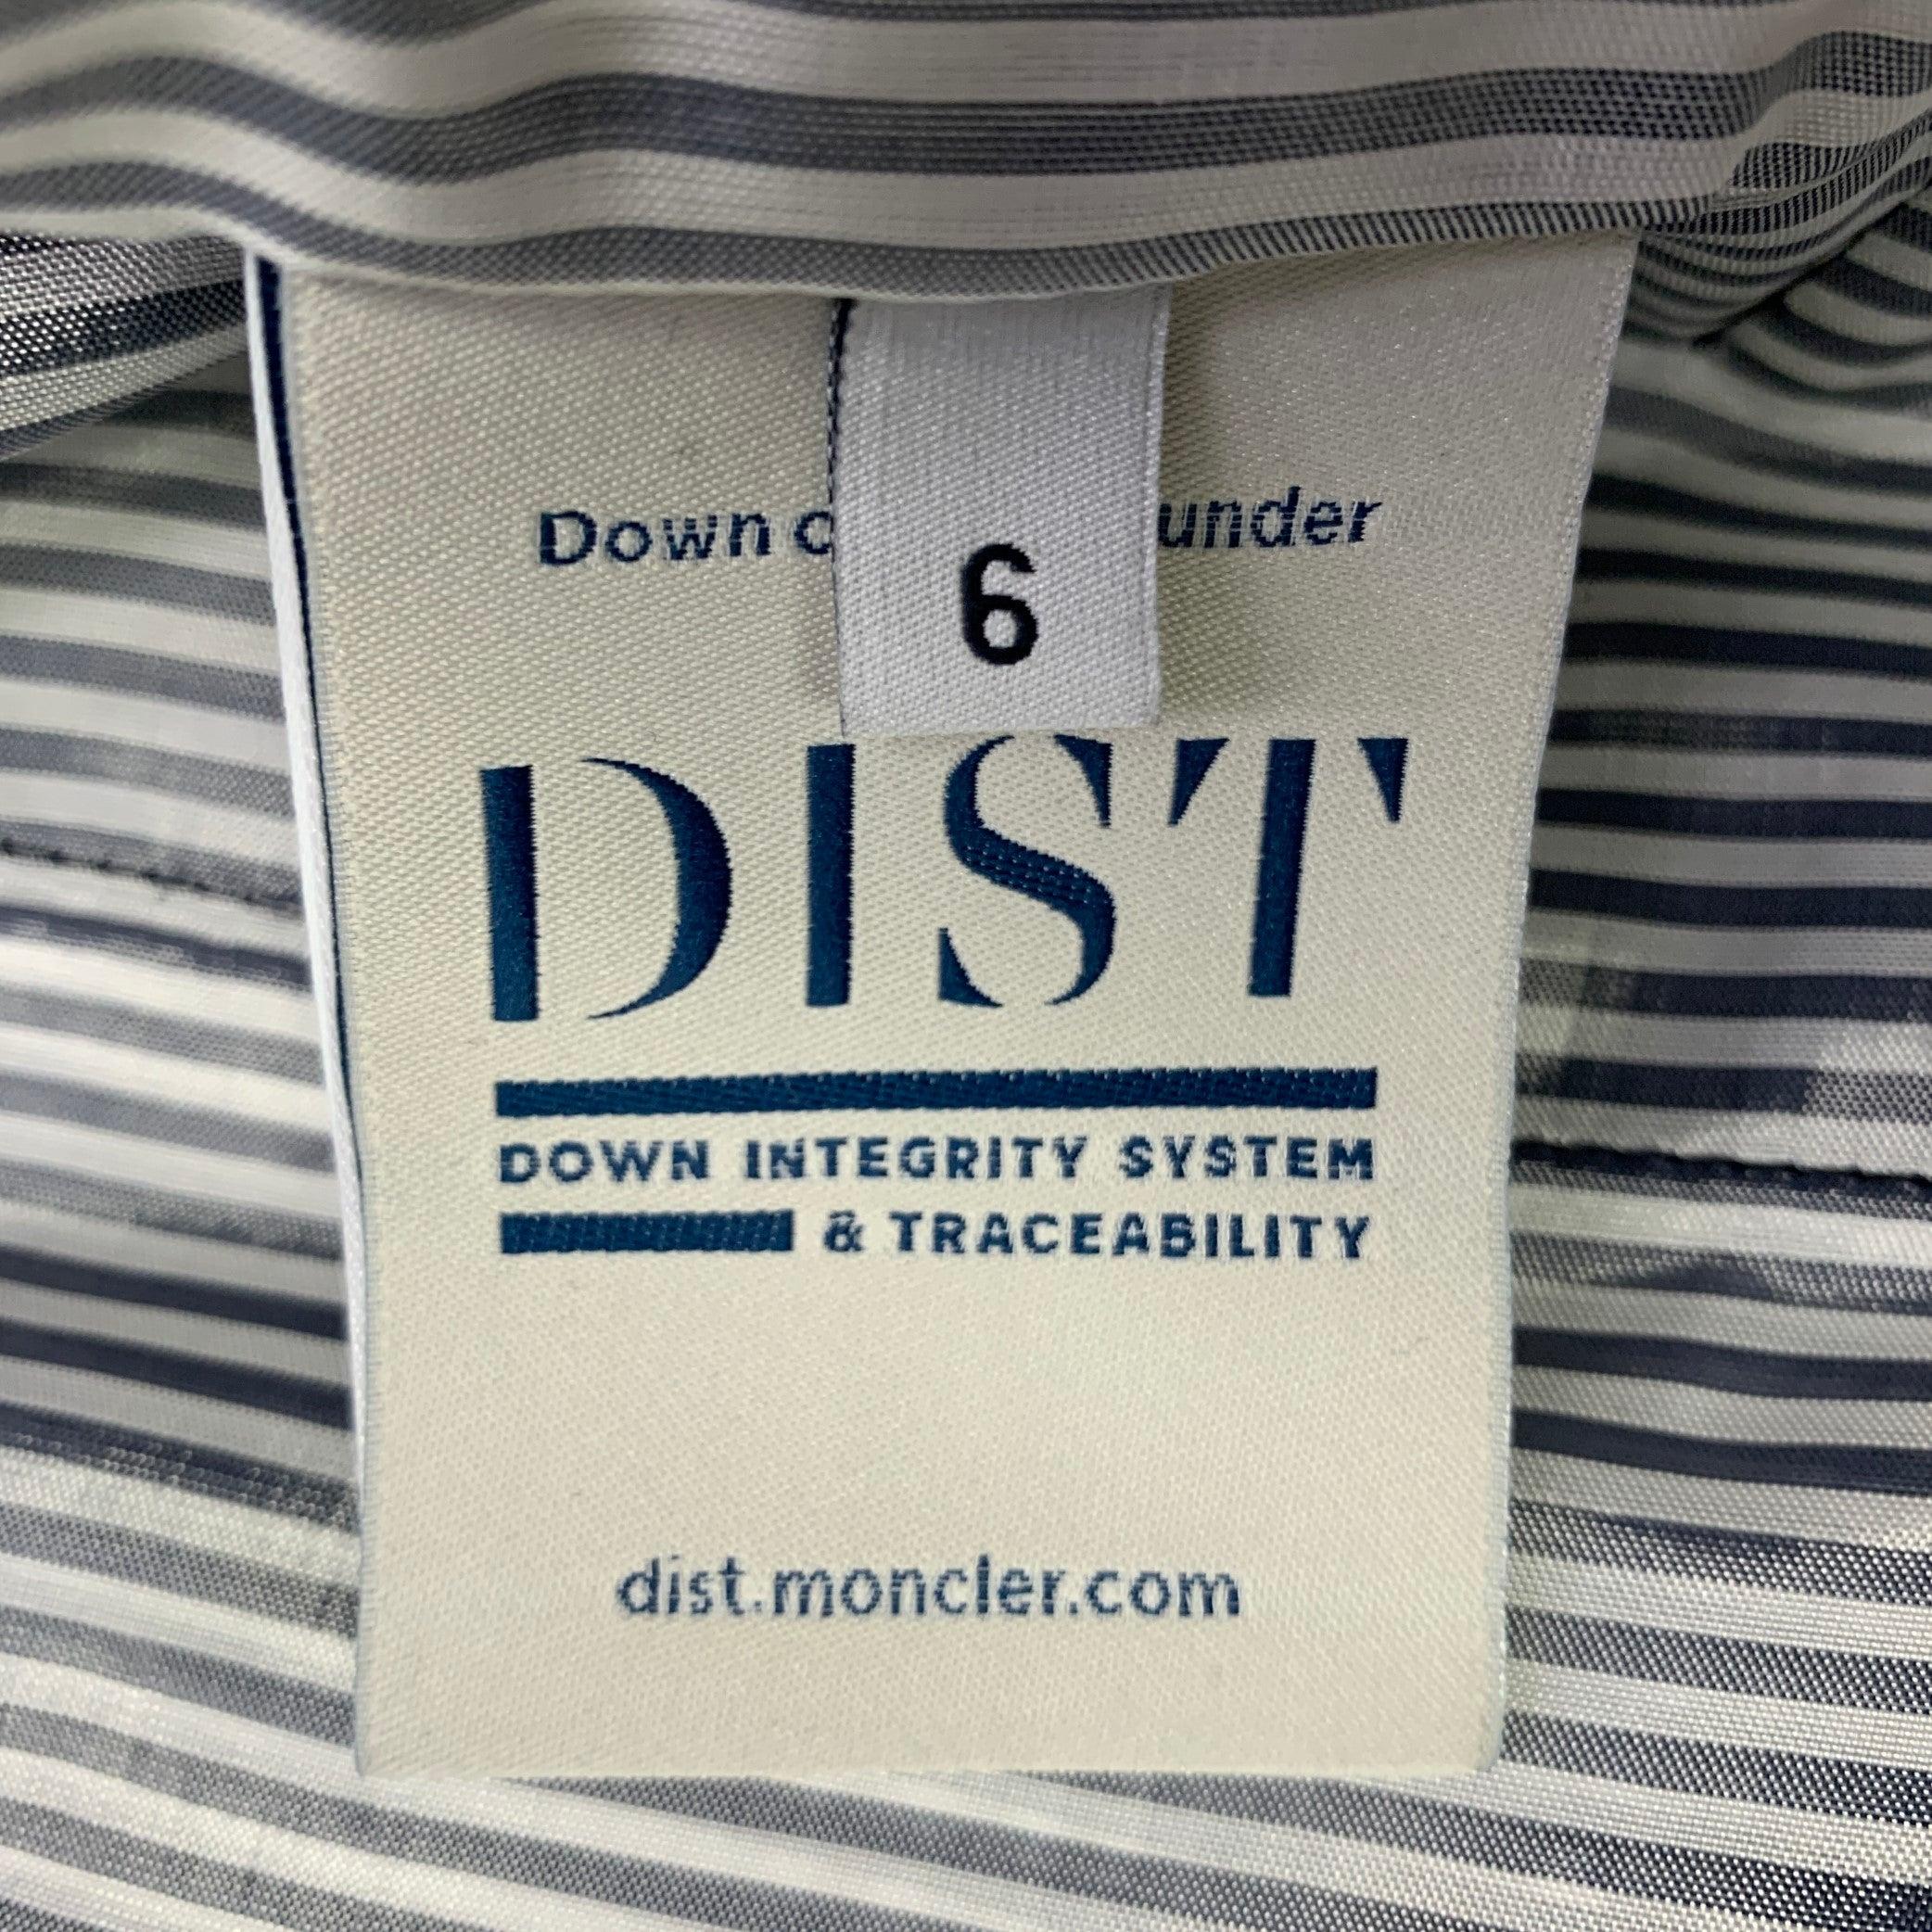 Down under
6
DIST
DOWN INTEGRITY SYSTEM
& TRACEABILITY
dist.moncler.com